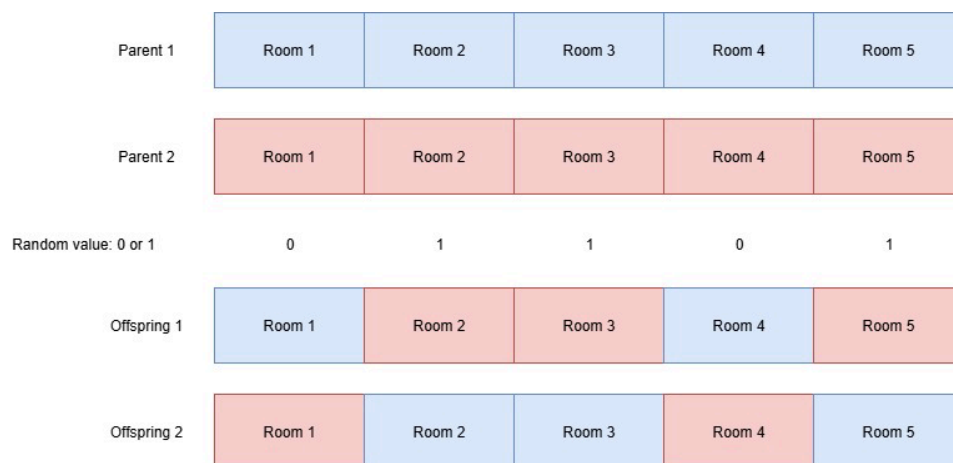 Parent 1 Room 1 Room 2 Room 3 Room 4 Room 5
Parent 2 Room 1 Room 2 Room 3 Room 4 Room 5
Random value: 0 or 1 0 1 1 0 1
Offspring 1 Room 1 Room 2 Room 3 Room 4 Room 5
Offspring 2 Room 1 Room 2 Room 3 Room 4 Room 5